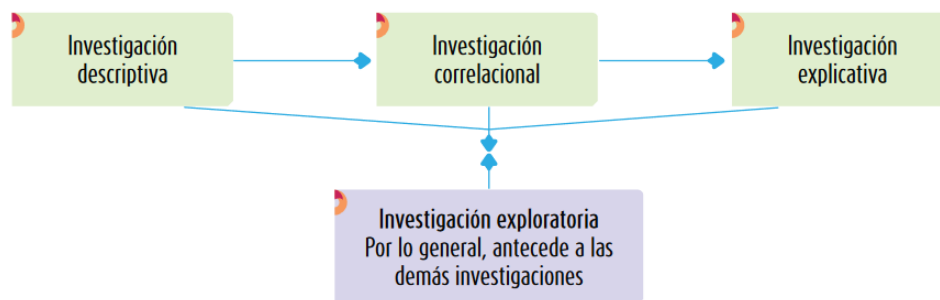 Investigación
descriptiva
Investigación
correlacional
Investigación
explicativa
Investigación exploratoria
Por lo general, antecede a las
demás investigaciones